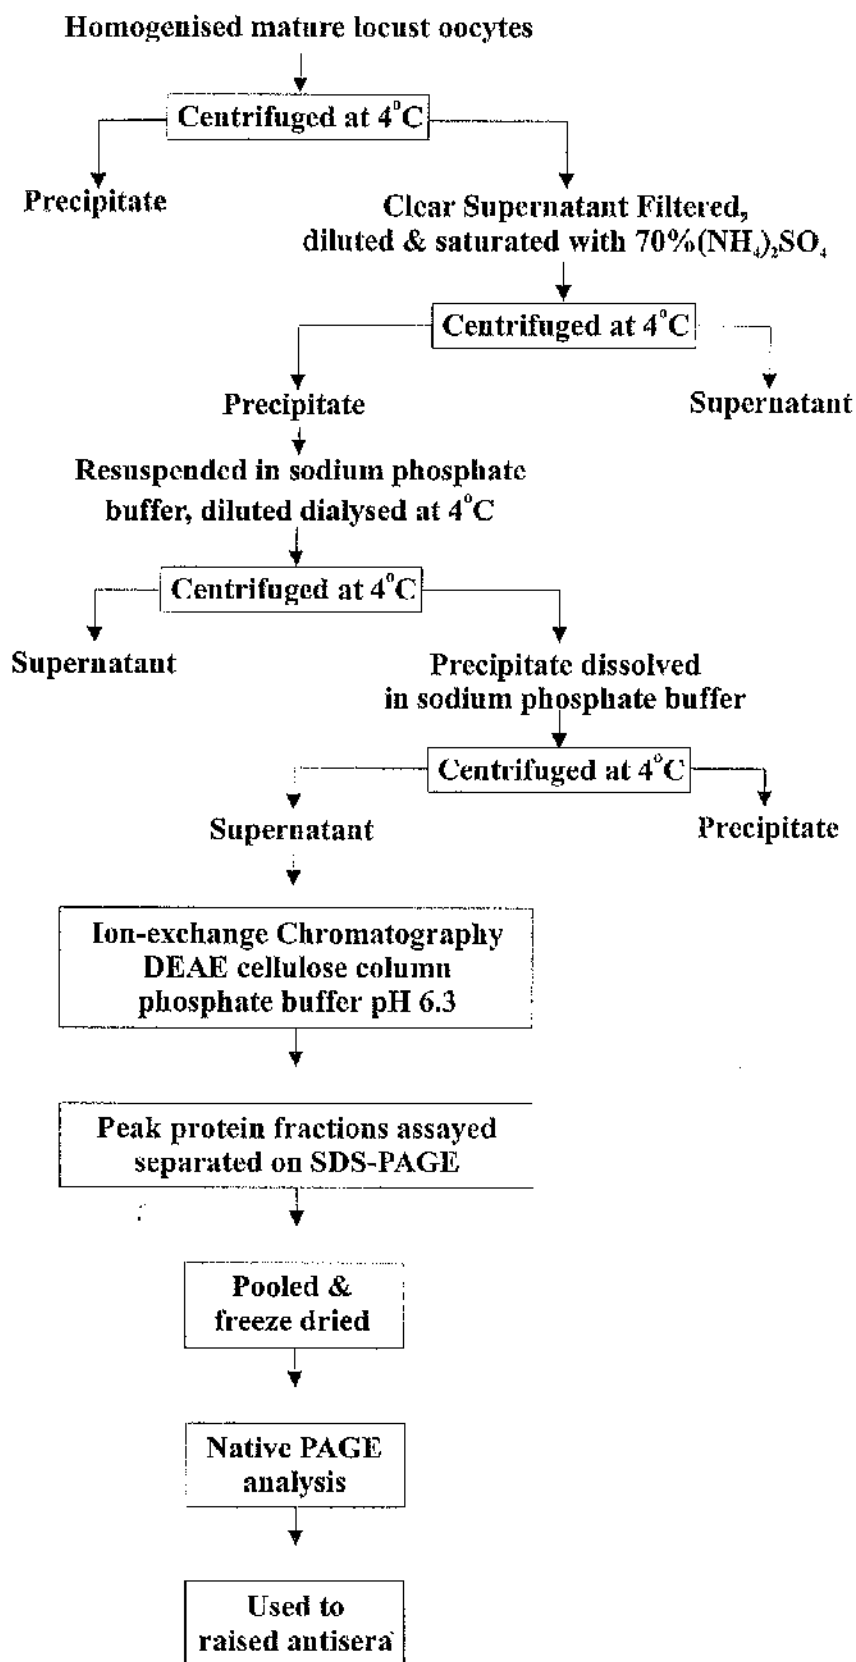 Homogenised mature locust oocytes
Centrifuged at 4°C
Precipitate
Clear Supernatant Filtered,
diluted & saturated with 70%(NH₄)₂SO₄
Centrifuged at 4°C
Precipitate
Supernatant
Resuspended in sodium phosphate
buffer, diluted dialysed at 4°C
Centrifuged at 4°C
Supernatant
Precipitate dissolved
in sodium phosphate buffer
Centrifuged at 4°C
Supernatant
Precipitate
Ion-exchange Chromatography
DEAE cellulose column
phosphate buffer pH 6.3
Peak protein fractions assayed
separated on SDS-PAGE
Pooled &
freeze dried
Native PAGE
analysis
Used to
raised antisera